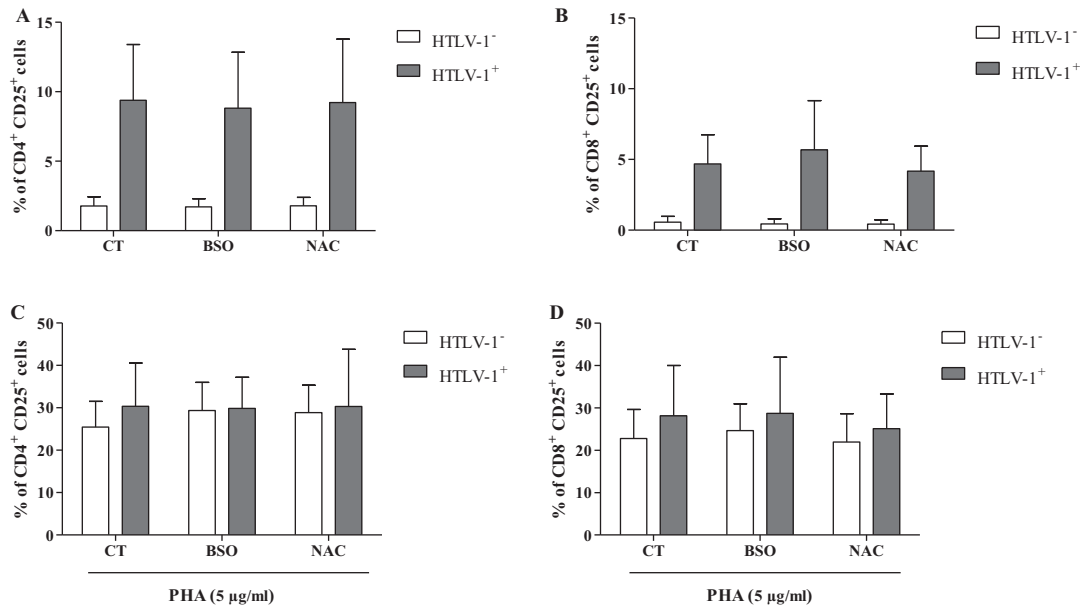 A
% of CD4⁺ CD25⁺ cells
15
10
5
0
CT BSO NAC
HTLV-1⁻
HTLV-1⁺
B
% of CD8⁺ CD25⁺ cells
15
10
5
0
CT BSO NAC
HTLV-1⁻
HTLV-1⁺
C
% of CD4⁺ CD25⁺ cells
50
40
30
20
10
0
CT BSO NAC
PHA (5 µg/ml)
HTLV-1⁻
HTLV-1⁺
D
% of CD8⁺ CD25⁺ cells
50
40
30
20
10
0
CT BSO NAC
PHA (5 µg/ml)
HTLV-1⁻
HTLV-1⁺